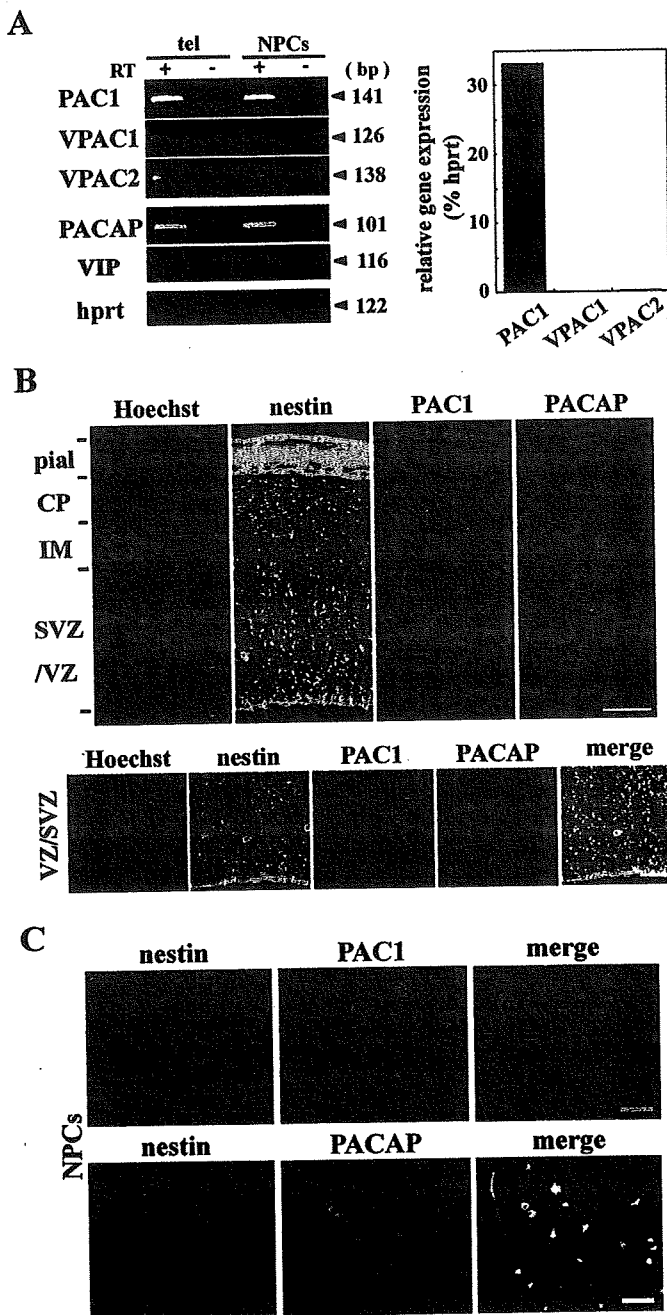 A
tel NPCs
RT + - + - ( bp )
PAC1 141
VPAC1 126
VPAC2 138
PACAP 101
VIP 116
hprt 122
relative gene expression
(% hprt)
30
20
10
0
PAC1 VPAC1 VPAC2
B
Hoechst nestin PAC1 PACAP
pial
CP
IM
SVZ
/VZ
Hoechst nestin PAC1 PACAP merge
VZ/SVZ
C
nestin PAC1 merge
NPCs
nestin PACAP merge